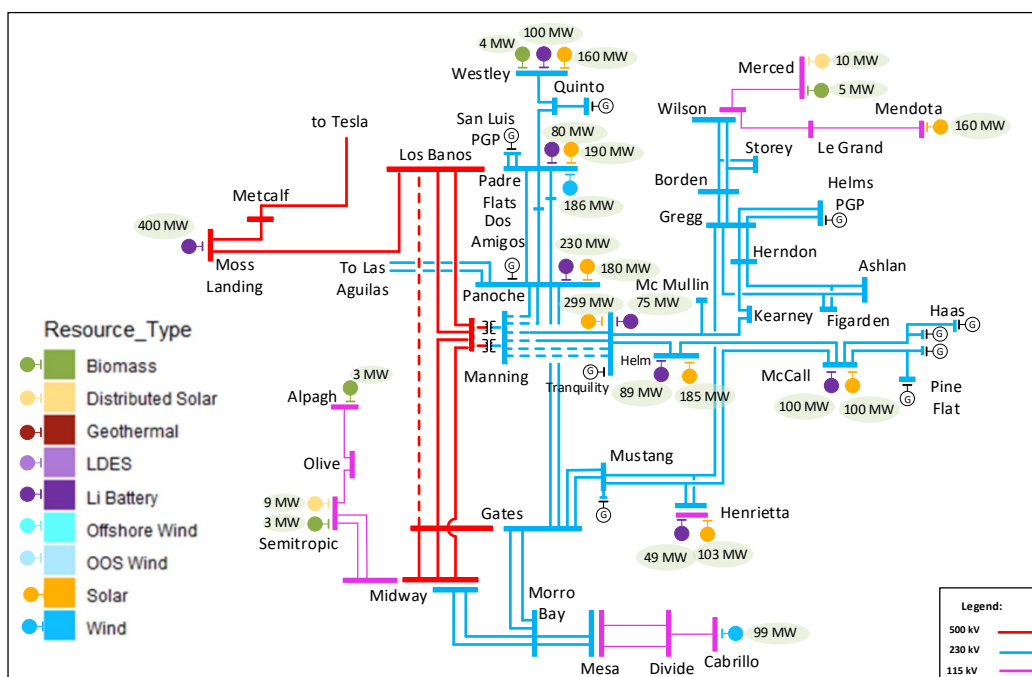 100 MW
4 MW
160 MW
Westley
Quinto
G
10 MW
Merced
5 MW
Mendota
160 MW
Wilson
Le Grand
Storey
to Tesla
San Luis
PGP
G
80 MW
190 MW
Los Banos
Padre
Flats
Dos
Amigos
186 MW
Borden
Helms
PGP
G
Gregg
Metcalf
400 MW
Moss
Landing
Herndon
230 MW
180 MW
G
To Las
Aguilas
Panoche
Mc Mullin
Ashlan
299 MW
75 MW
Kearney
Figarden
Haas
G
G
G
Manning
Helm
G
Tranquility
89 MW
185 MW
McCall
100 MW
100 MW
Pine
Flat
G
Resource_Type
Biomass
Distributed Solar
Geothermal
LDES
Li Battery
Offshore Wind
OOS Wind
Solar
Wind
3 MW
Alpagh
Olive
9 MW
3 MW
Semitropic
Mustang
G
Henrietta
49 MW
103 MW
Gates
Midway
Morro
Bay
Mesa
Divide
Cabrillo
99 MW
Legend:
500 kV
230 kV
115 kV